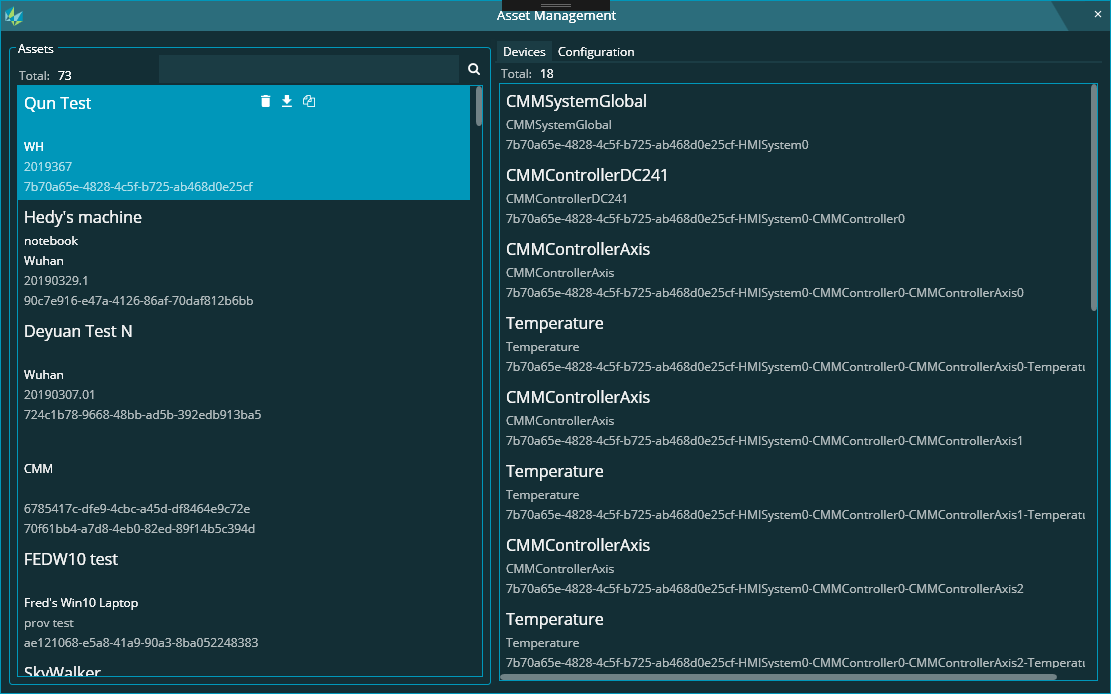 Asset Management
Assets
Total: 73
Qun Test
WH
2019367
7b70a65e-4828-4c5f-b725-ab468d0e25cf
Hedy's machine
notebook
Wuhan
20190329.1
90c7e916-e47a-4126-86af-70daf812b6bb
Deyuan Test N
Wuhan
20190307.01
724c1b78-9668-48bb-ad5b-392edb913ba5
CMM
6785417c-dfe9-4cbc-a45d-df8464e9c72e
70f61bb4-a7d8-4eb0-82ed-89f14b5c394d
FEDW10 test
Fred's Win10 Laptop
prov test
ae121068-e5a8-41a9-90a3-8ba052248383
SkyWalker
Devices Configuration
Total: 18
CMMSystemGlobal
CMMSystemGlobal
7b70a65e-4828-4c5f-b725-ab468d0e25cf-HMISystem0
CMMControllerDC241
CMMControllerDC241
7b70a65e-4828-4c5f-b725-ab468d0e25cf-HMISystem0-CMMController0
CMMControllerAxis
CMMControllerAxis
7b70a65e-4828-4c5f-b725-ab468d0e25cf-HMISystem0-CMMController0-CMMControllerAxis0
Temperature
Temperature
7b70a65e-4828-4c5f-b725-ab468d0e25cf-HMISystem0-CMMController0-CMMControllerAxis0-Temperatu
CMMControllerAxis
CMMControllerAxis
7b70a65e-4828-4c5f-b725-ab468d0e25cf-HMISystem0-CMMController0-CMMControllerAxis1
Temperature
Temperature
7b70a65e-4828-4c5f-b725-ab468d0e25cf-HMISystem0-CMMController0-CMMControllerAxis1-Temperatu
CMMControllerAxis
CMMControllerAxis
7b70a65e-4828-4c5f-b725-ab468d0e25cf-HMISystem0-CMMController0-CMMControllerAxis2
Temperature
Temperature
7b70a65e-4828-4c5f-b725-ab468d0e25cf-HMISystem0-CMMController0-CMMControllerAxis2-Temperatu